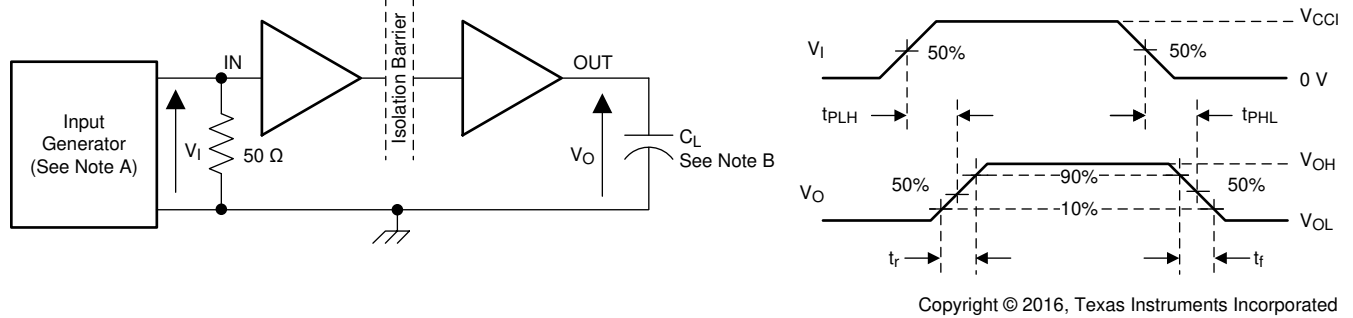 Input
Generator
(See Note A)
V_I
IN
50 Ω
Isolation Barrier
OUT
V_O
C_L
See Note B
V_I
50%
50%
V_CCI
0 V
t_PLH
t_PHL
V_O
50%
90%
50%
10%
V_OH
V_OL
t_r
t_f
Copyright © 2016, Texas Instruments Incorporated